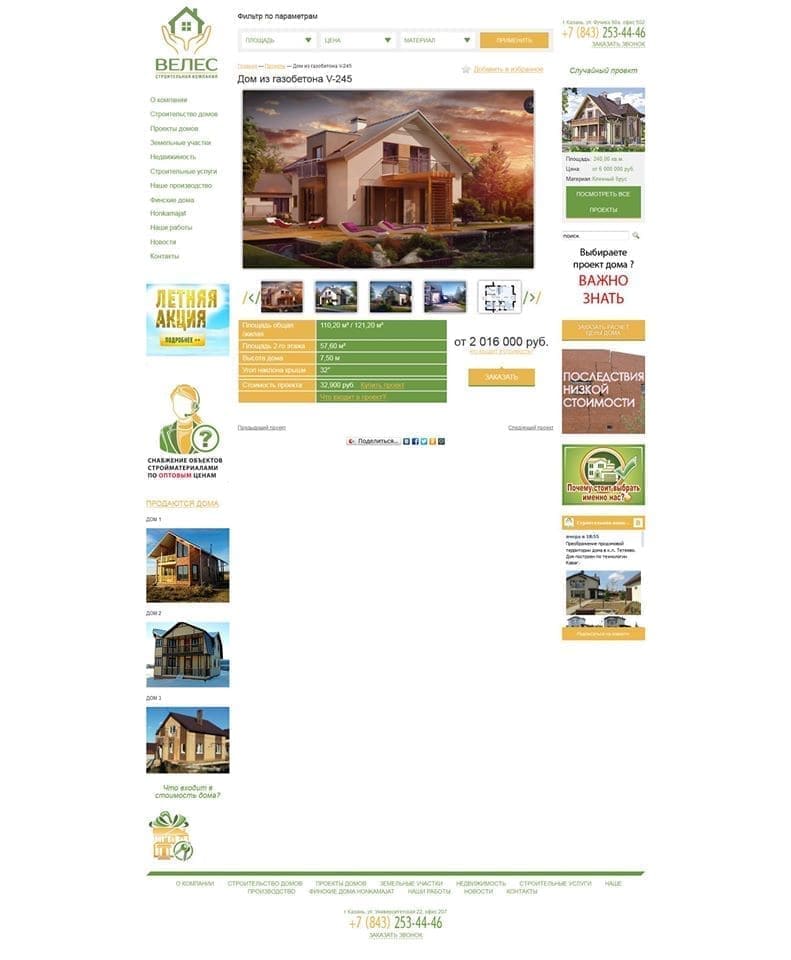 ВЕЛЕС
СТРОИТЕЛЬНАЯ КОМПАНИЯ
О компании
Строительство домов
Проекты домов
Земельные участки
Недвижимость
Строительные услуги
Наше производство
Финские дома
Honkamajat
Наши работы
Новости
Контакты
ЛЕТНЯЯ
АКЦИЯ
ПОДРОБНЕЕ
СНАБЖЕНИЕ ОБЪЕКТОВ
СТРОЙМАТЕРИАЛАМИ
ПО ОПТОВЫМ ЦЕНАМ
ПРОДАЮТСЯ ДОМА
ДОМ 1
ДОМ 2
ДОМ 3
Что входит в
стоимость дома?
Фильтр по параметрам
ПЛОЩАДЬ
ЦЕНА
МАТЕРИАЛ
ПРИМЕНИТЬ
Главная — Проекты — Дом из газобетона V-245
Добавить в избранное
Дом из газобетона V-245
Площадь общая /жилая 110,20 м² / 121,20 м²
Площадь 2-го этажа 57,60 м²
Высота дома 7,50 м
Угол наклона крыши 32°
Стоимость проекта 32,900 руб. Купить проект
Что входит в проект?
от 2 016 000 руб.
ЗАКАЗАТЬ
Предыдущий проект
Следующий проект
Поделиться...
г. Казань, ул. Фучика 90а, офис 502
+7 (843) 253-44-46
ЗАКАЗАТЬ ЗВОНОК
Случайный проект
Площадь: 240,00 кв.м.
Цена: от 6 000 000 руб.
Материал: Клееный брус
ПОСМОТРЕТЬ ВСЕ
ПРОЕКТЫ
поиск
Выбираете
проект дома ?
ВАЖНО
ЗНАТЬ
ЗАКАЗАТЬ РАСЧЕТ
ЦЕНЫ ДОМА
ПОСЛЕДСТВИЯ
НИЗКОЙ
СТОИМОСТИ
Почему стоит выбрать
именно нас?
Строительная комп...
вчера в 18:55
Преображение придомовой
территории дома в к.п. Тетеево.
Дом построен по технологии
Каваг.
Подписаться на новости
О КОМПАНИИ СТРОИТЕЛЬСТВО ДОМОВ ПРОЕКТЫ ДОМОВ ЗЕМЕЛЬНЫЕ УЧАСТКИ НЕДВИЖИМОСТЬ СТРОИТЕЛЬНЫЕ УСЛУГИ НАШЕ
ПРОИЗВОДСТВО ФИНСКИЕ ДОМА HONKAMAJAT НАШИ РАБОТЫ НОВОСТИ КОНТАКТЫ
г. Казань, ул. Университетская 22, офис 207
+7 (843) 253-44-46
ЗАКАЗАТЬ ЗВОНОК